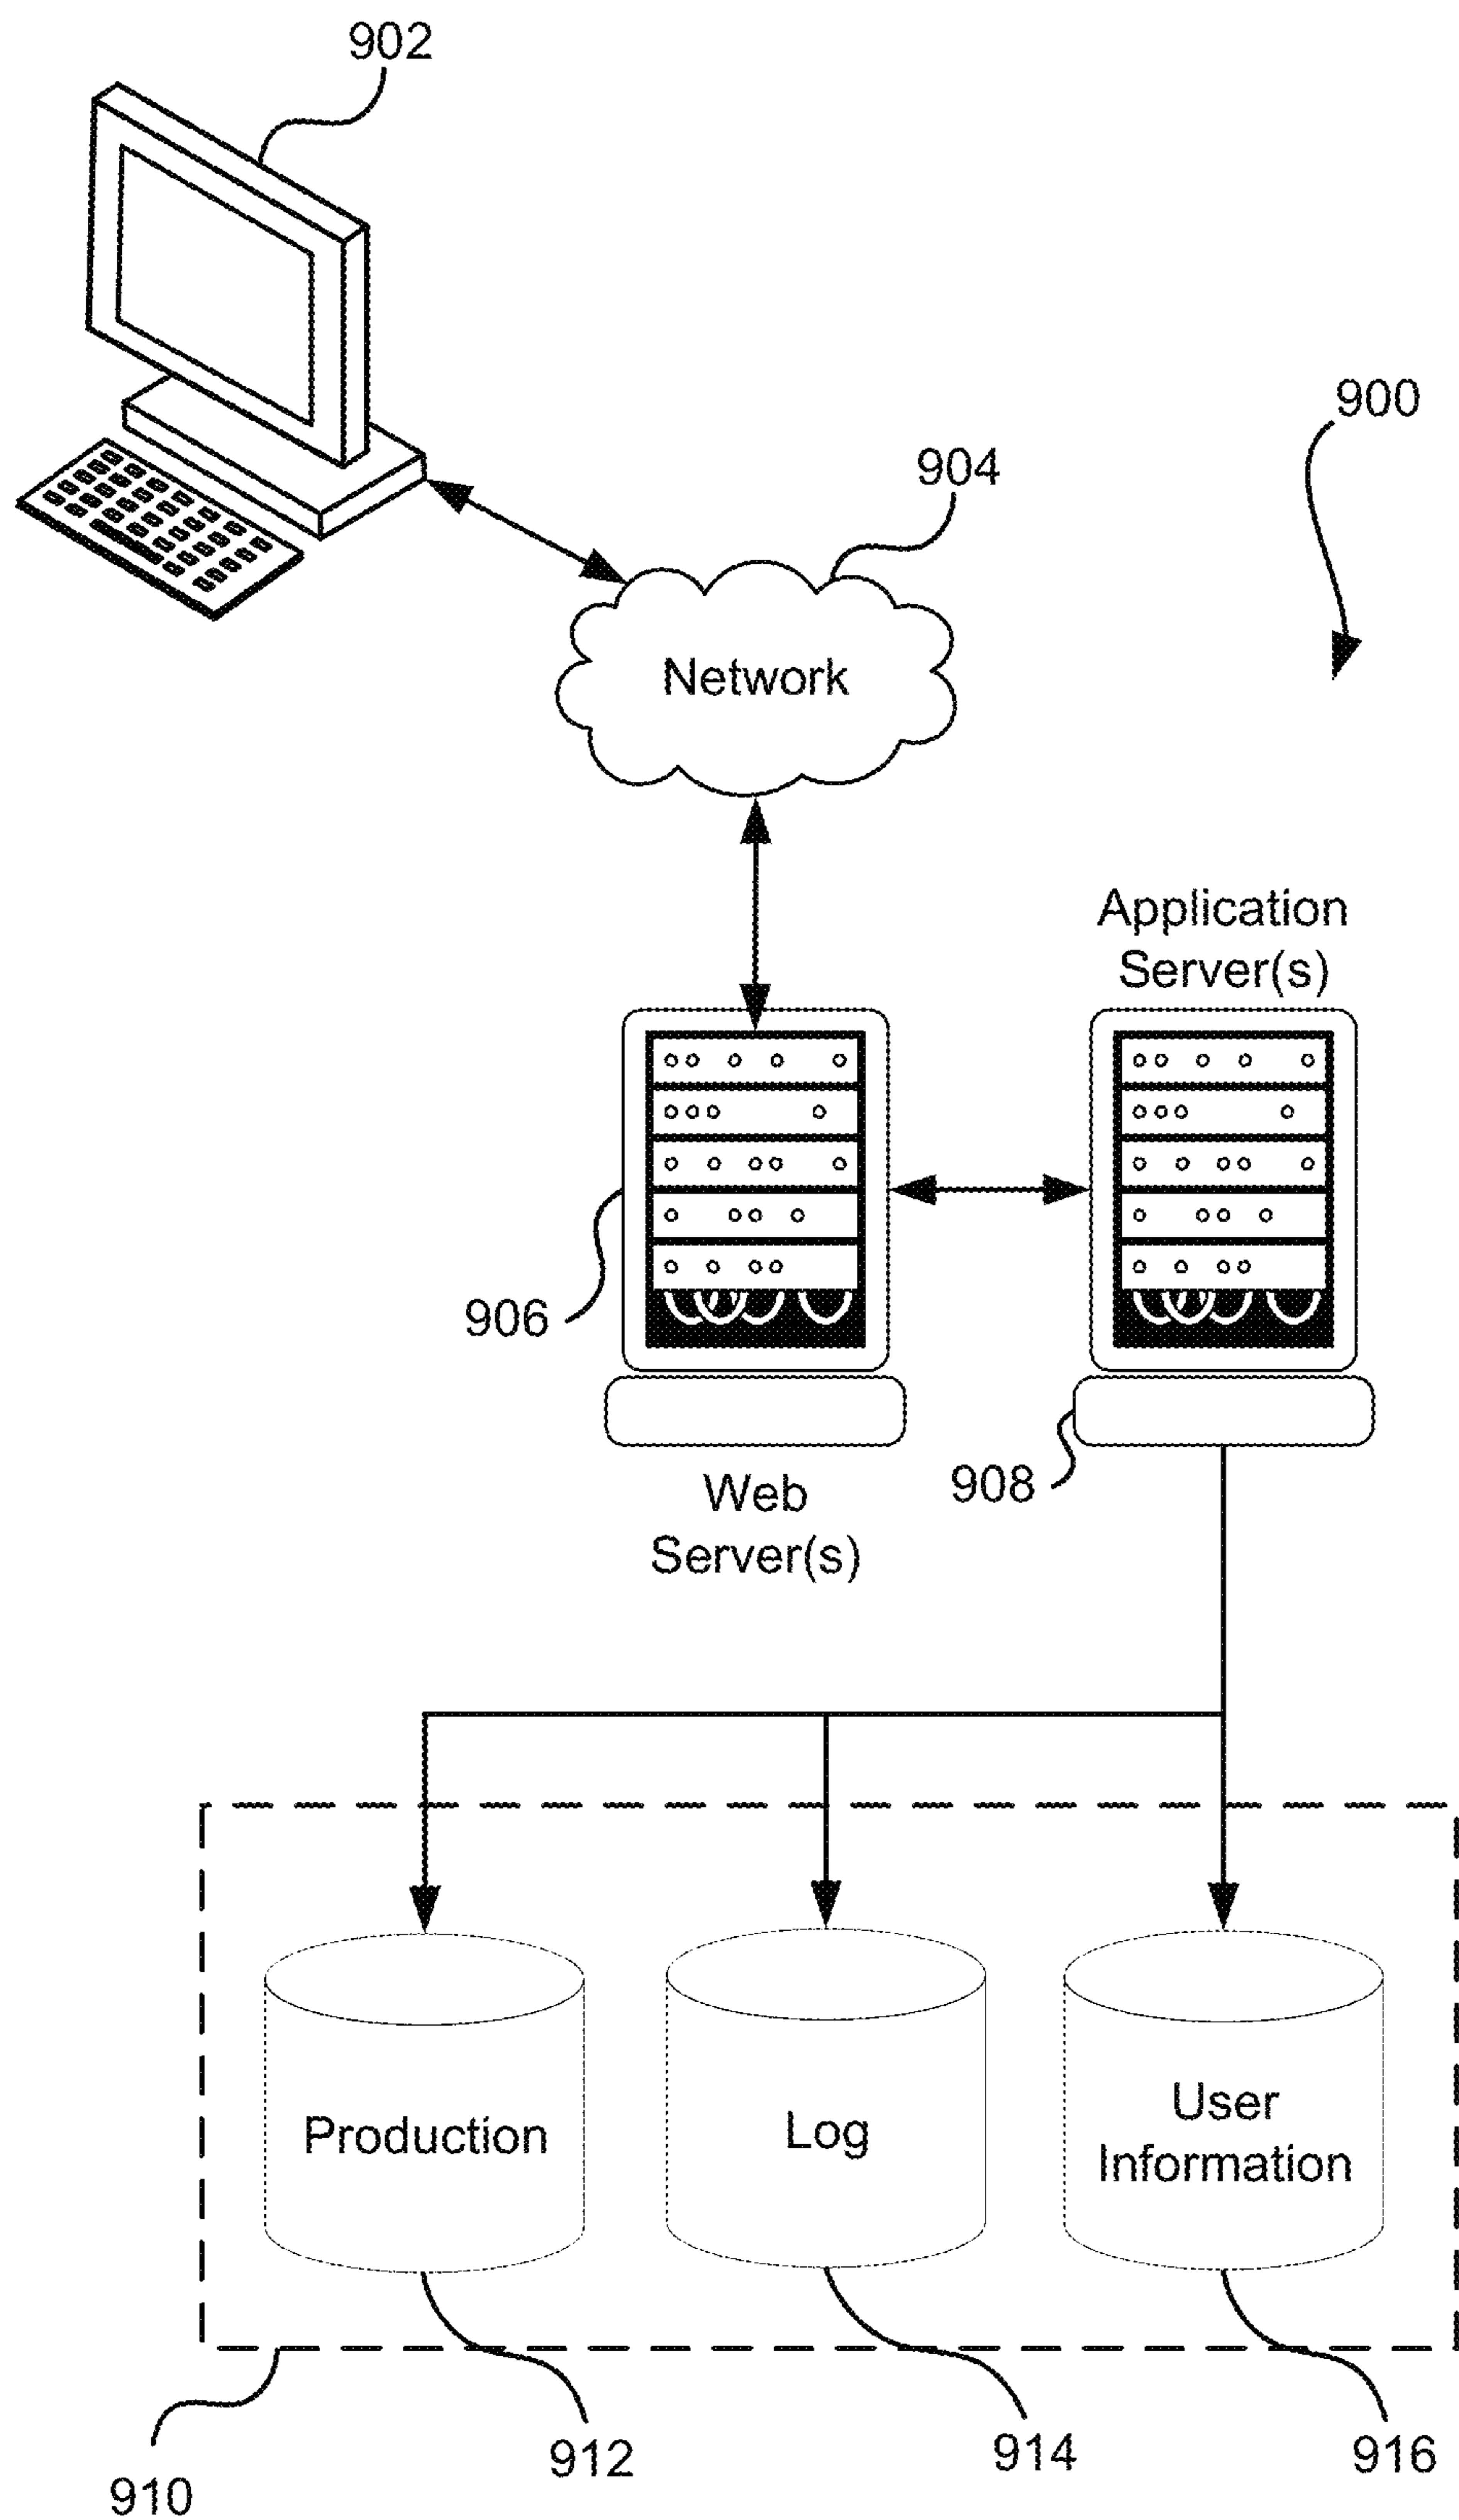 902
900
904
Network
Application
Server(s)
906
908
Web
Server(s)
Production
Log
User
Information
912
914
916
910